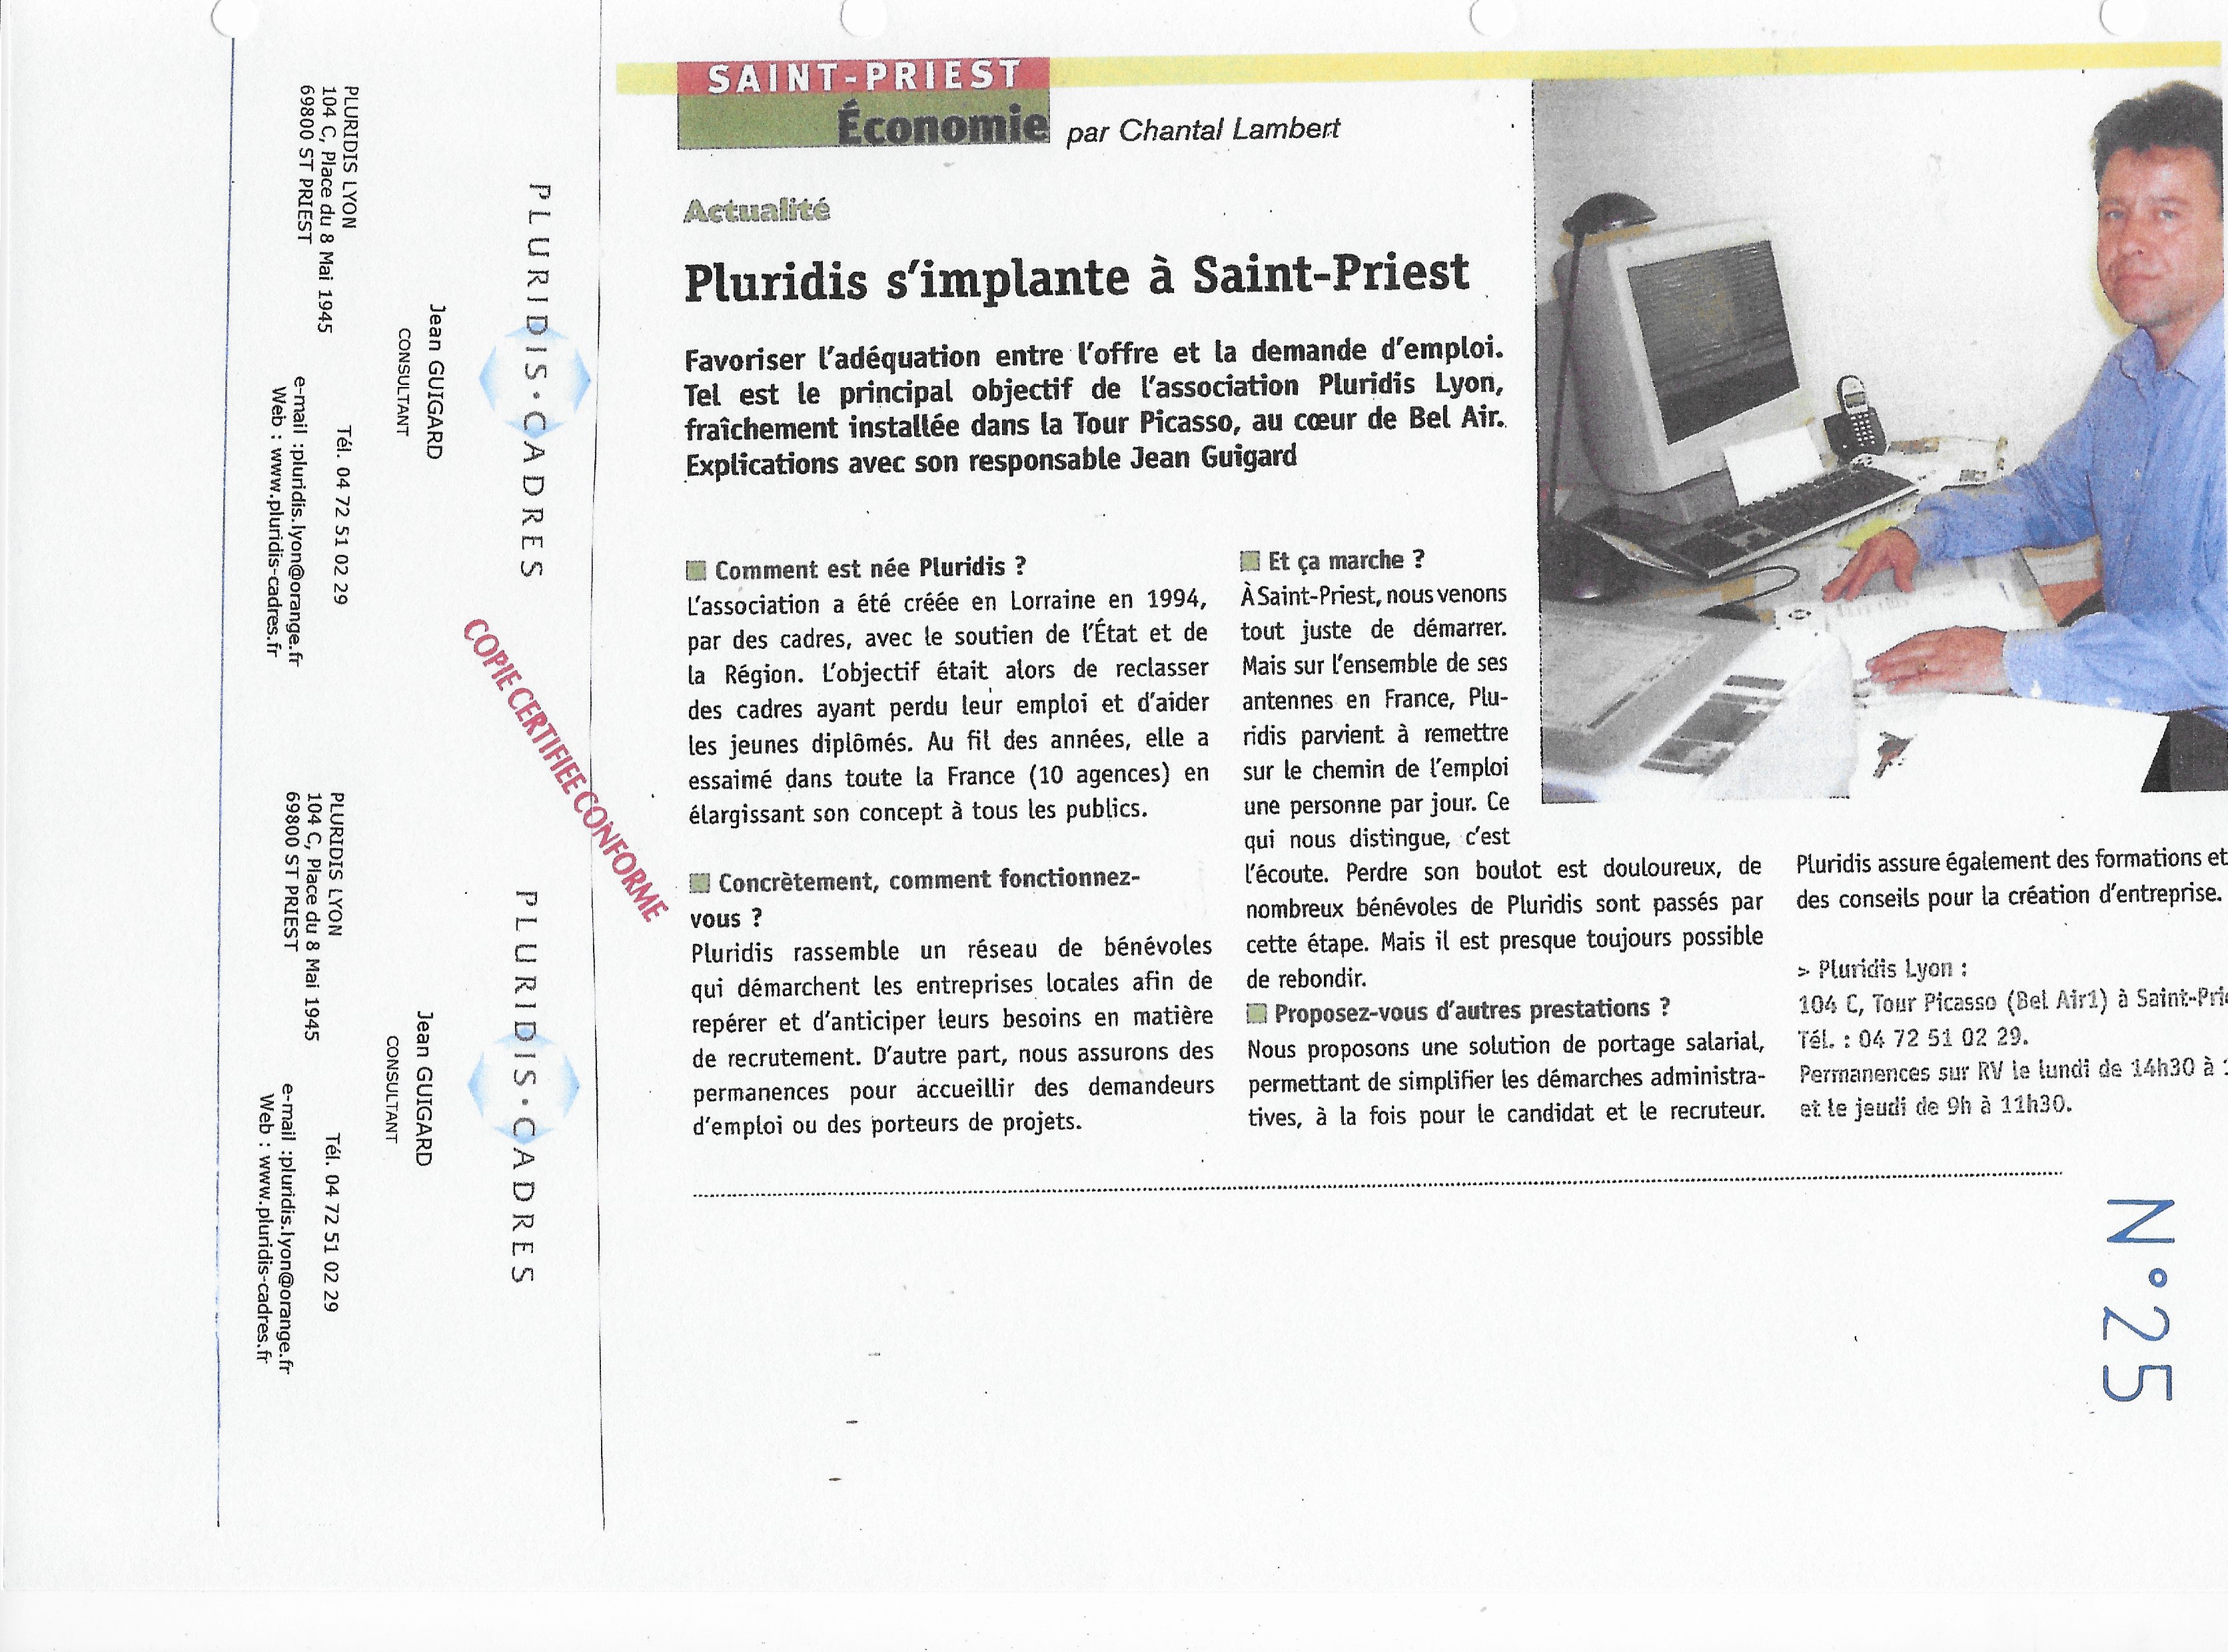 SAINT-PRIEST
Économie par Chantal Lambert
Actualité
Pluridis s'implante à Saint-Priest
Favoriser l'adéquation entre l'offre et la demande d'emploi.
Tel est le principal objectif de l'association Pluridis Lyon,
fraîchement installée dans la Tour Picasso, au cœur de Bel Air.
Explications avec son responsable Jean Guigard
Comment est née Pluridis ?
L'association a été créée en Lorraine en 1994,
par des cadres, avec le soutien de l'État et de
la Région. L'objectif était alors de reclasser
des cadres ayant perdu leur emploi et d'aider
les jeunes diplômés. Au fil des années, elle a
essaimé dans toute la France (10 agences) en
élargissant son concept à tous les publics.
Concrètement, comment fonctionnez-
vous ?
Pluridis rassemble un réseau de bénévoles
qui démarchent les entreprises locales afin de
repérer et d'anticiper leurs besoins en matière
de recrutement. D'autre part, nous assurons des
permanences pour accueillir des demandeurs
d'emploi ou des porteurs de projets.
Et ça marche ?
À Saint-Priest, nous venons
tout juste de démarrer.
Mais sur l'ensemble de ses
antennes en France, Plu-
ridis parvient à remettre
sur le chemin de l'emploi
une personne par jour. Ce
qui nous distingue, c'est
l'écoute. Perdre son boulot est douloureux, de
nombreux bénévoles de Pluridis sont passés par
cette étape. Mais il est presque toujours possible
de rebondir.
Proposez-vous d'autres prestations ?
Nous proposons une solution de portage salarial,
permettant de simplifier les démarches administra-
tives, à la fois pour le candidat et le recruteur.
Pluridis assure également des formations et
des conseils pour la création d'entreprise.
> Pluridis Lyon :
104 C, Tour Picasso (Bel Air1) à Saint-Prie
Tél. : 04 72 51 02 29.
Permanences sur RV le lundi de 14h30 à 1
et le jeudi de 9h à 11h30.
N°25
COPIE CERTIFIEE CONFORME
PLURIDIS·CADRES
Jean GUIGARD
CONSULTANT
PLURIDIS LYON
104 C, Place du 8 Mai 1945
69800 ST PRIEST
Tél. 04 72 51 02 29
e-mail :pluridis.lyon@orange.fr
Web : www.pluridis-cadres.fr
PLURIDIS·CADRES
Jean GUIGARD
CONSULTANT
PLURIDIS LYON
104 C, Place du 8 Mai 1945
69800 ST PRIEST
Tél. 04 72 51 02 29
e-mail :pluridis.lyon@orange.fr
Web : www.pluridis-cadres.fr